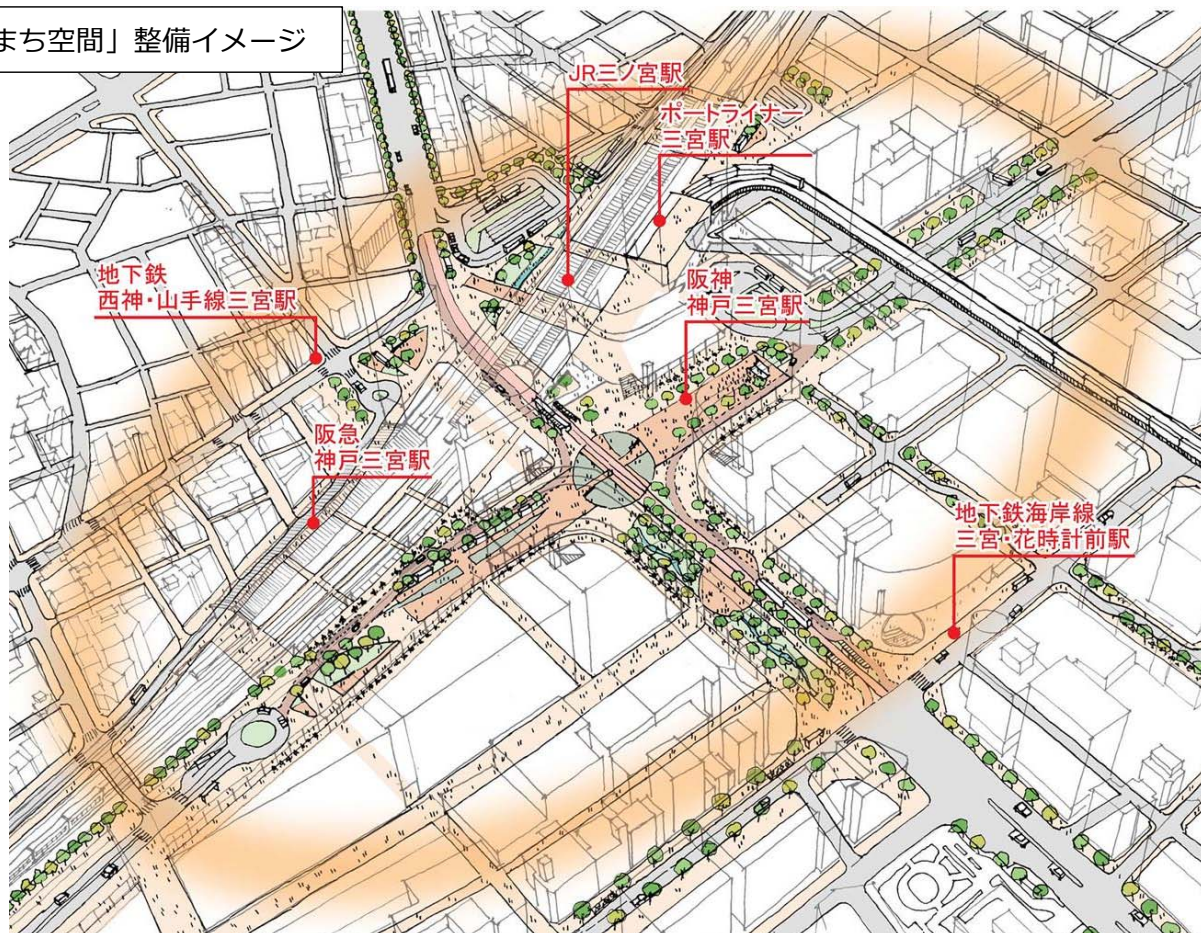 まち空間」整備イメージ
JR三ノ宮駅
ポートライナー
三宮駅
地下鉄
西神・山手線三宮駅
阪神
神戸三宮駅
阪急
神戸三宮駅
地下鉄海岸線
三宮・花時計前駅